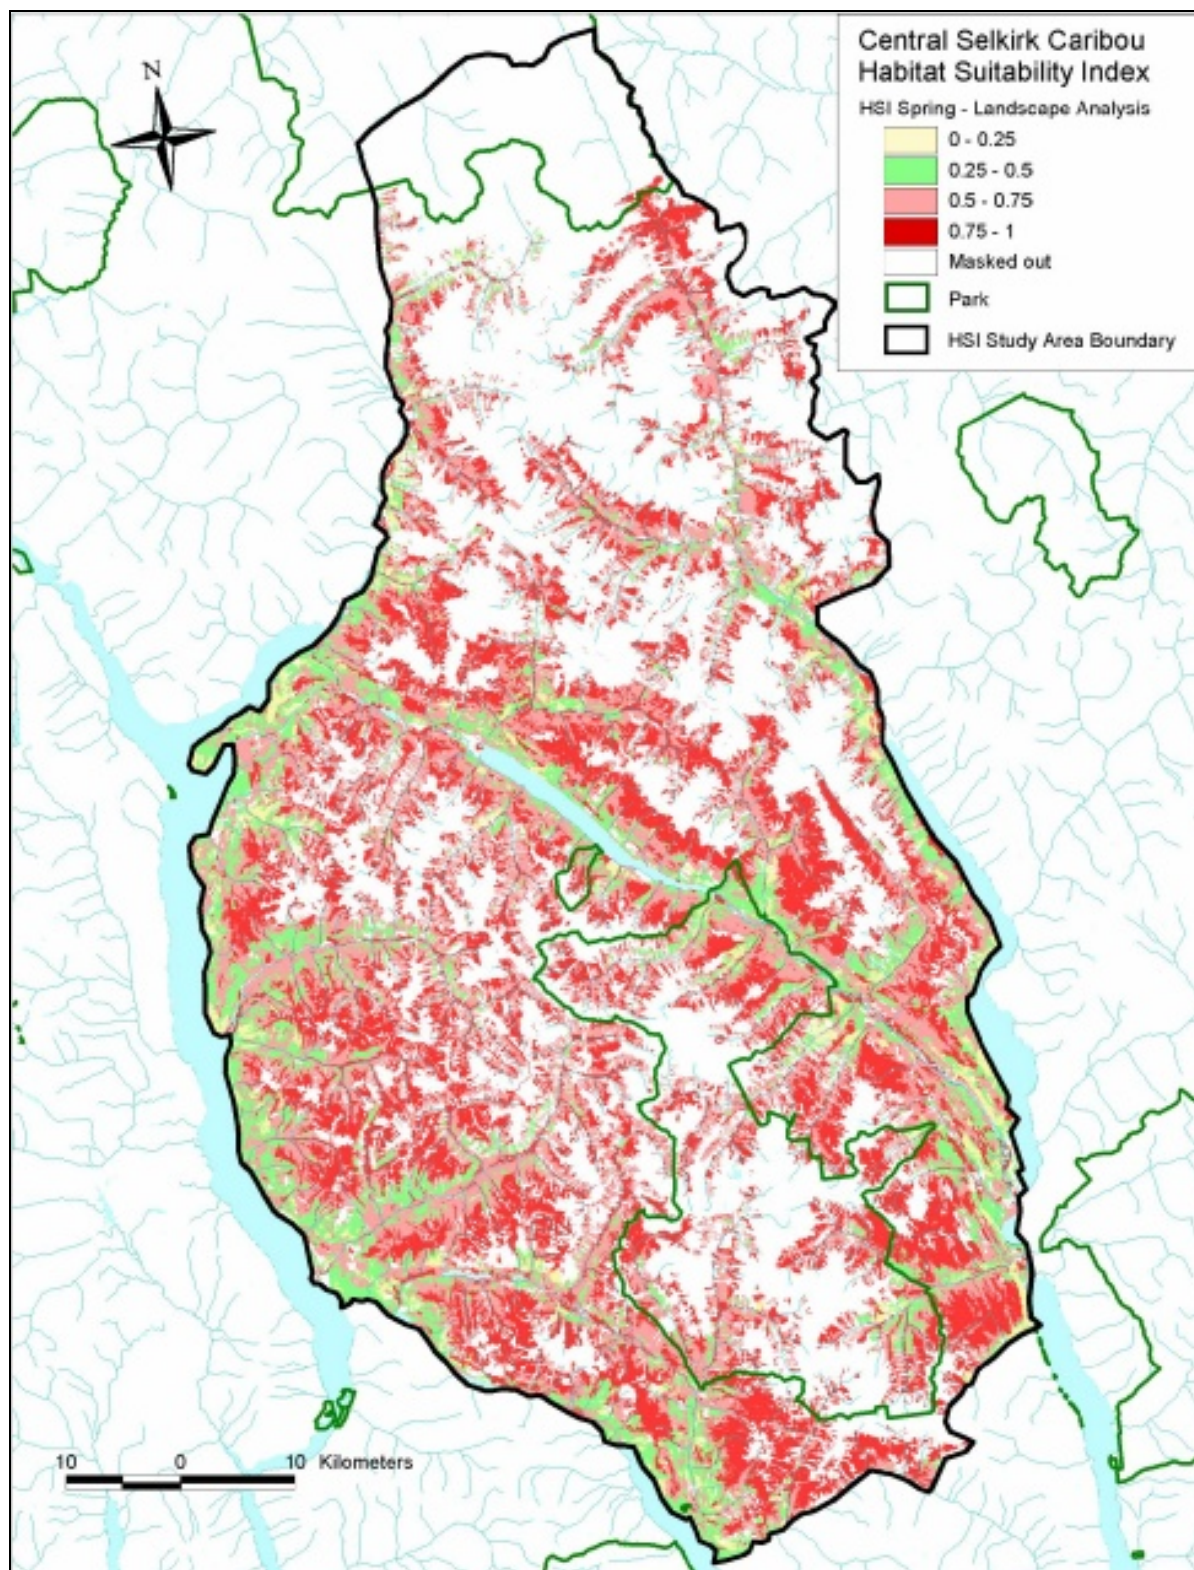 Central Selkirk Caribou
Habitat Suitability Index
HSI Spring - Landscape Analysis
0 - 0.25
0.25 - 0.5
0.5 - 0.75
0.75 - 1
Masked out
Park
HSI Study Area Boundary
N
10 0 10 Kilometers